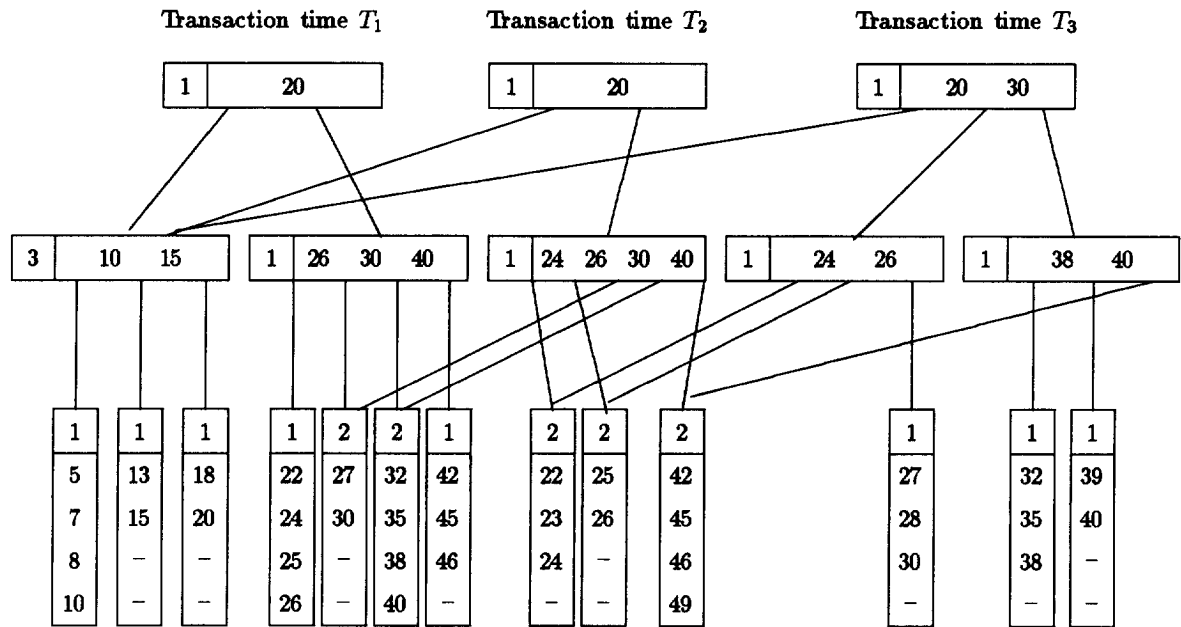 Transaction time T1 Transaction time T2 Transaction time T3
1 20 1 20 1 20 30
3 10 15 1 26 30 40 1 24 26 30 40 1 24 26 1 38 40
1 1 1 1 2 2 1 2 2 2 1 1 1
5 13 18 22 27 32 42 22 25 42 27 32 39
7 15 20 24 30 35 45 23 26 45 28 35 40
8 – – 25 – 38 46 24 – 46 30 38 –
10 – – 26 – 40 – – – 49 – – –